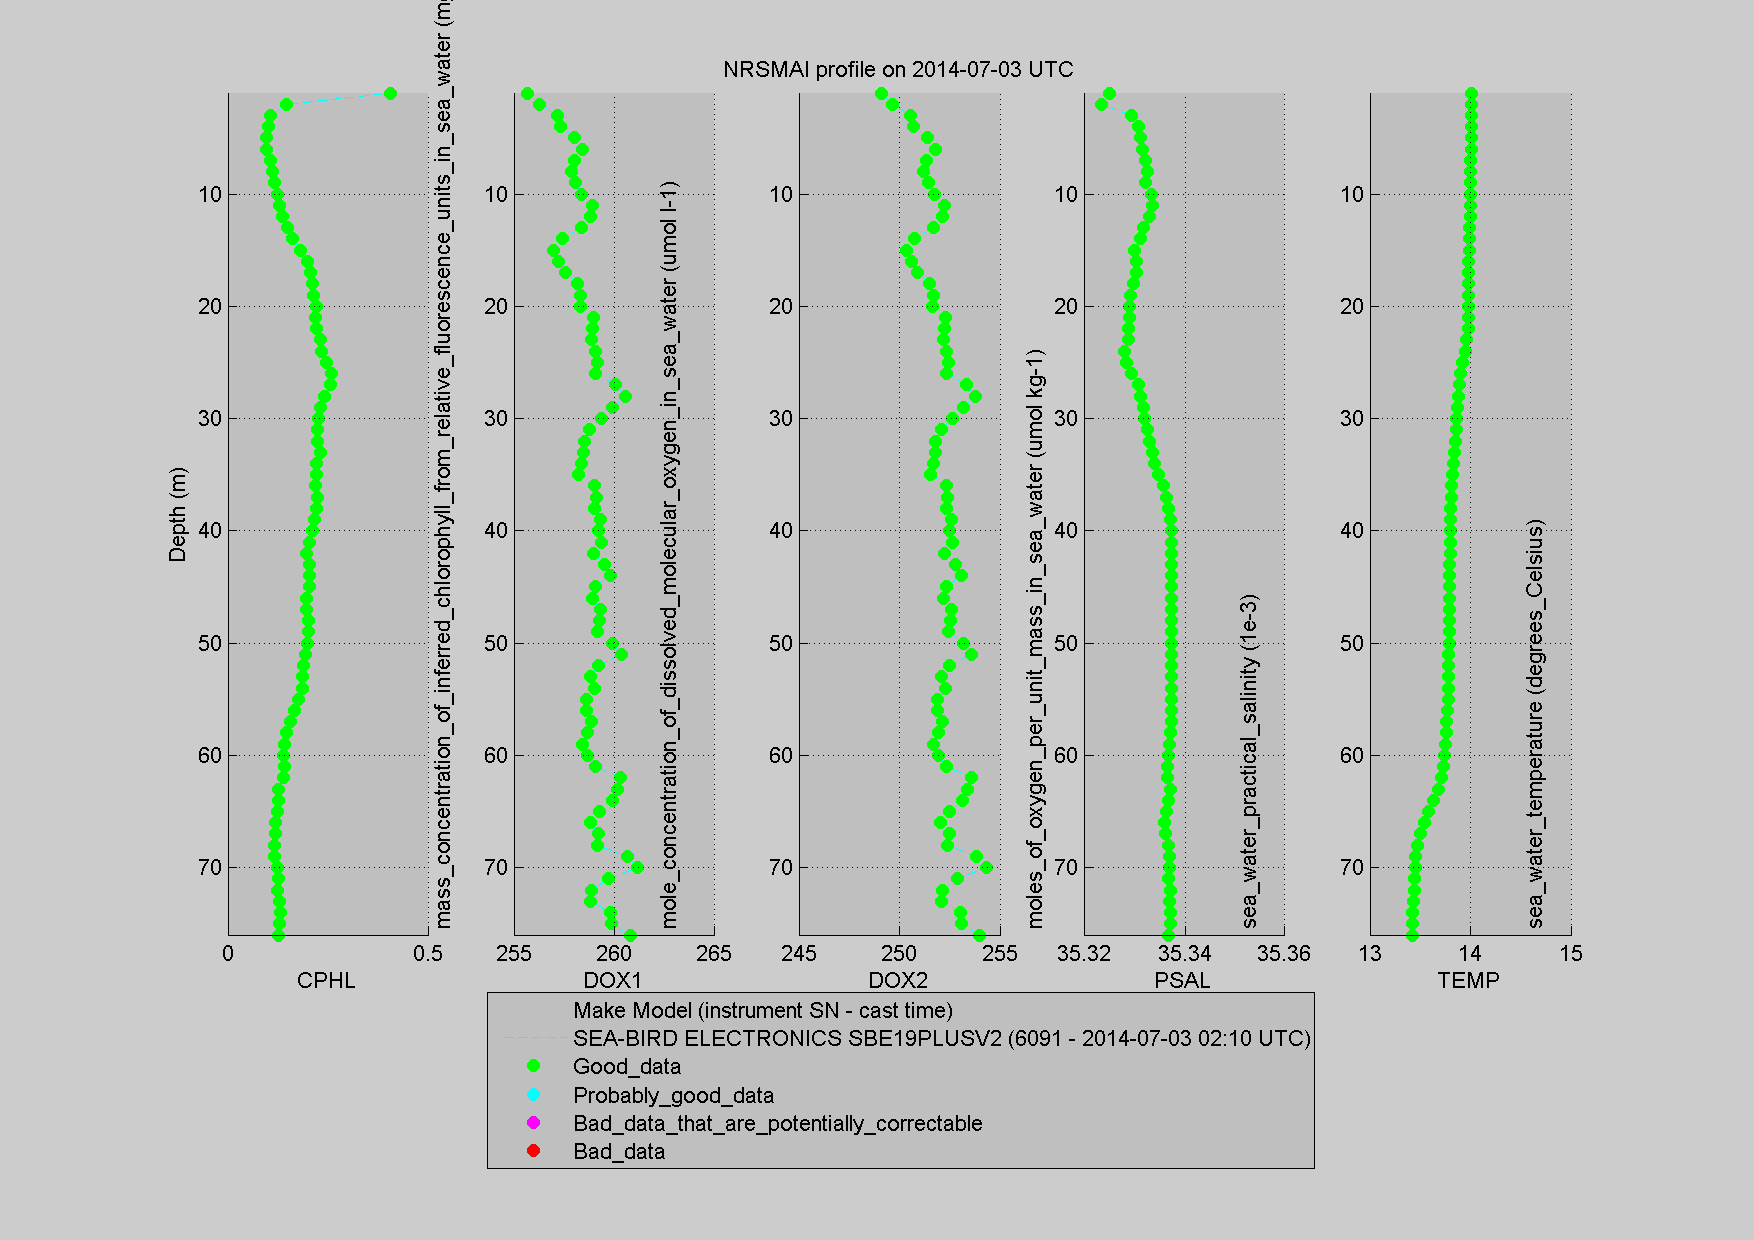 NRSMAI profile on 2014-07-03 UTC
Depth (m)
10
20
30
40
50
60
70
0
0.5
CPHL
mass_concentration_of_inferred_chlorophyll_from_relative_fluorescence_units_in_sea_water (m
10
20
30
40
50
60
70
255
260
265
DOX1
mole_concentration_of_dissolved_molecular_oxygen_in_sea_water (umol l-1)
10
20
30
40
50
60
70
245
250
255
DOX2
moles_of_oxygen_per_unit_mass_in_sea_water (umol kg-1)
10
20
30
40
50
60
70
35.32
35.34
35.36
PSAL
sea_water_practical_salinity (1e-3)
10
20
30
40
50
60
70
13
14
15
TEMP
sea_water_temperature (degrees_Celsius)
Make Model (instrument SN - cast time)
SEA-BIRD ELECTRONICS SBE19PLUSV2 (6091 - 2014-07-03 02:10 UTC)
Good_data
Probably_good_data
Bad_data_that_are_potentially_correctable
Bad_data